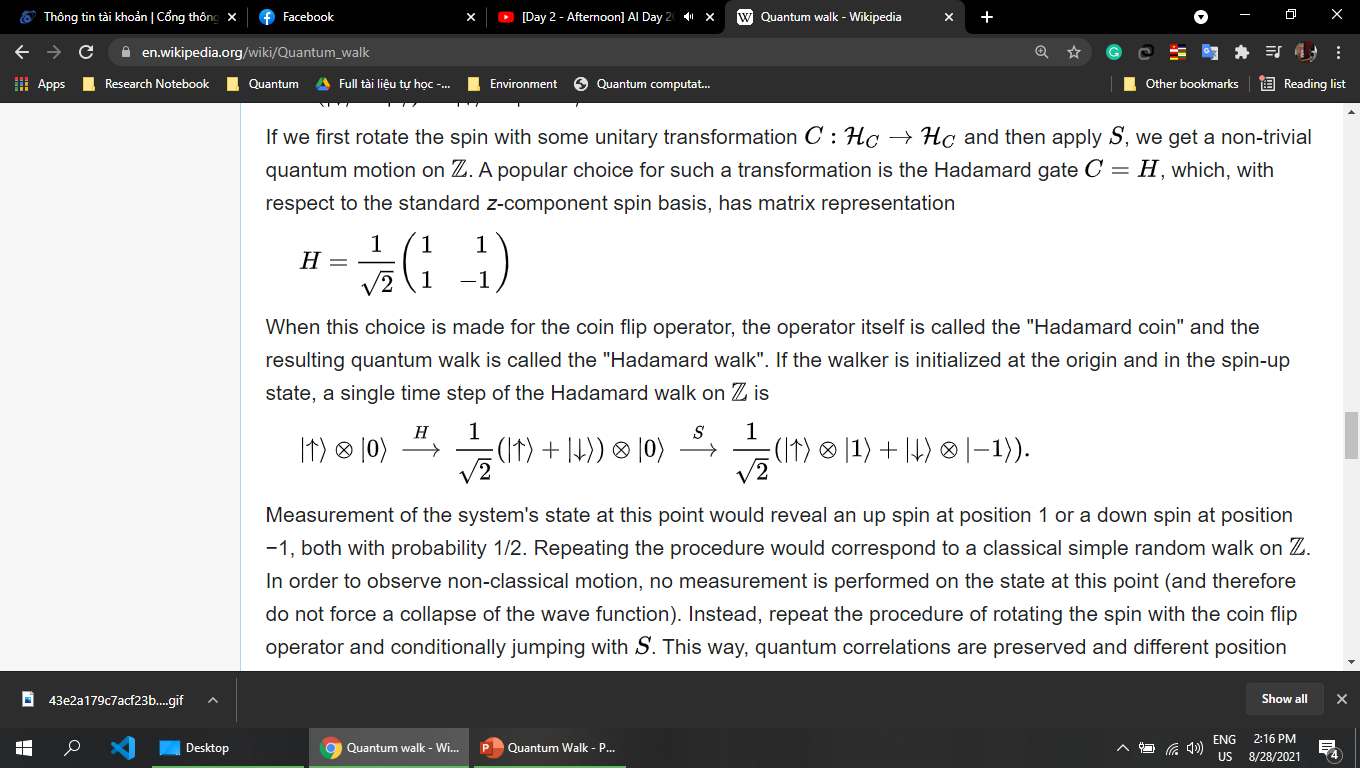 Thông tin tài khoản | Cổng thông
Facebook
[Day 2 - Afternoon] AI Day 20
Quantum walk - Wikipedia
en.wikipedia.org/wiki/Quantum_walk
Apps
Research Notebook
Quantum
Full tài liệu tự học -...
Environment
Quantum computat...
Other bookmarks
Reading list
If we first rotate the spin with some unitary transformation C : ℋ_C → ℋ_C and then apply S, we get a non-trivial
quantum motion on ℤ. A popular choice for such a transformation is the Hadamard gate C = H, which, with
respect to the standard z-component spin basis, has matrix representation
H = 1/√2 (1 1; 1 −1)
When this choice is made for the coin flip operator, the operator itself is called the "Hadamard coin" and the
resulting quantum walk is called the "Hadamard walk". If the walker is initialized at the origin and in the spin-up
state, a single time step of the Hadamard walk on ℤ is
|↑⟩ ⊗ |0⟩ —H→ 1/√2 (|↑⟩ + |↓⟩) ⊗ |0⟩ —S→ 1/√2 (|↑⟩ ⊗ |1⟩ + |↓⟩ ⊗ |−1⟩).
Measurement of the system's state at this point would reveal an up spin at position 1 or a down spin at position
−1, both with probability 1/2. Repeating the procedure would correspond to a classical simple random walk on ℤ.
In order to observe non-classical motion, no measurement is performed on the state at this point (and therefore
do not force a collapse of the wave function). Instead, repeat the procedure of rotating the spin with the coin flip
operator and conditionally jumping with S. This way, quantum correlations are preserved and different position
43e2a179c7acf23b....gif
Show all
Desktop
Quantum walk - Wi...
Quantum Walk - P...
ENG
US
2:16 PM
8/28/2021
4